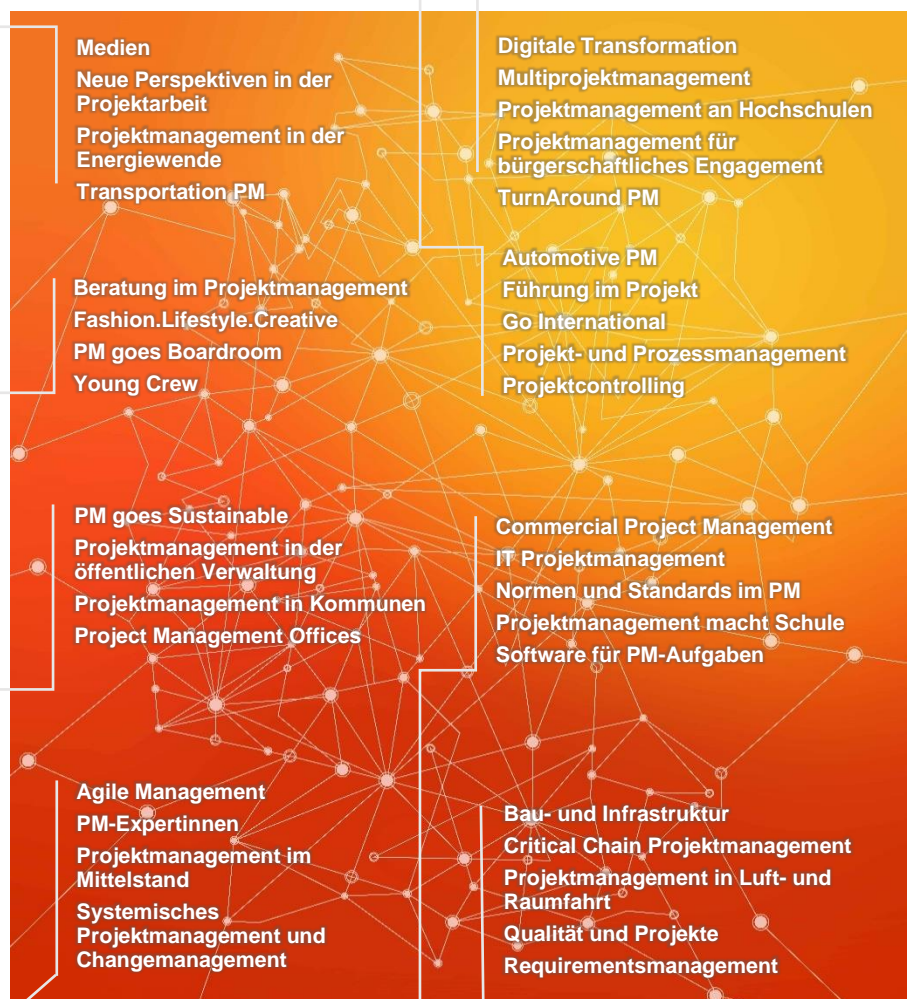 Medien
Neue Perspektiven in der
Projektarbeit
Projektmanagement in der
Energiewende
Transportation PM
Digitale Transformation
Multiprojektmanagement
Projektmanagement an Hochschulen
Projektmanagement für
bürgerschaftliches Engagement
TurnAround PM
Beratung im Projektmanagement
Fashion.Lifestyle.Creative
PM goes Boardroom
Young Crew
Automotive PM
Führung im Projekt
Go International
Projekt- und Prozessmanagement
Projektcontrolling
PM goes Sustainable
Projektmanagement in der
öffentlichen Verwaltung
Projektmanagement in Kommunen
Project Management Offices
Commercial Project Management
IT Projektmanagement
Normen und Standards im PM
Projektmanagement macht Schule
Software für PM-Aufgaben
Agile Management
PM-Expertinnen
Projektmanagement im
Mittelstand
Systemisches
Projektmanagement und
Changemanagement
Bau- und Infrastruktur
Critical Chain Projektmanagement
Projektmanagement in Luft- und
Raumfahrt
Qualität und Projekte
Requirementsmanagement